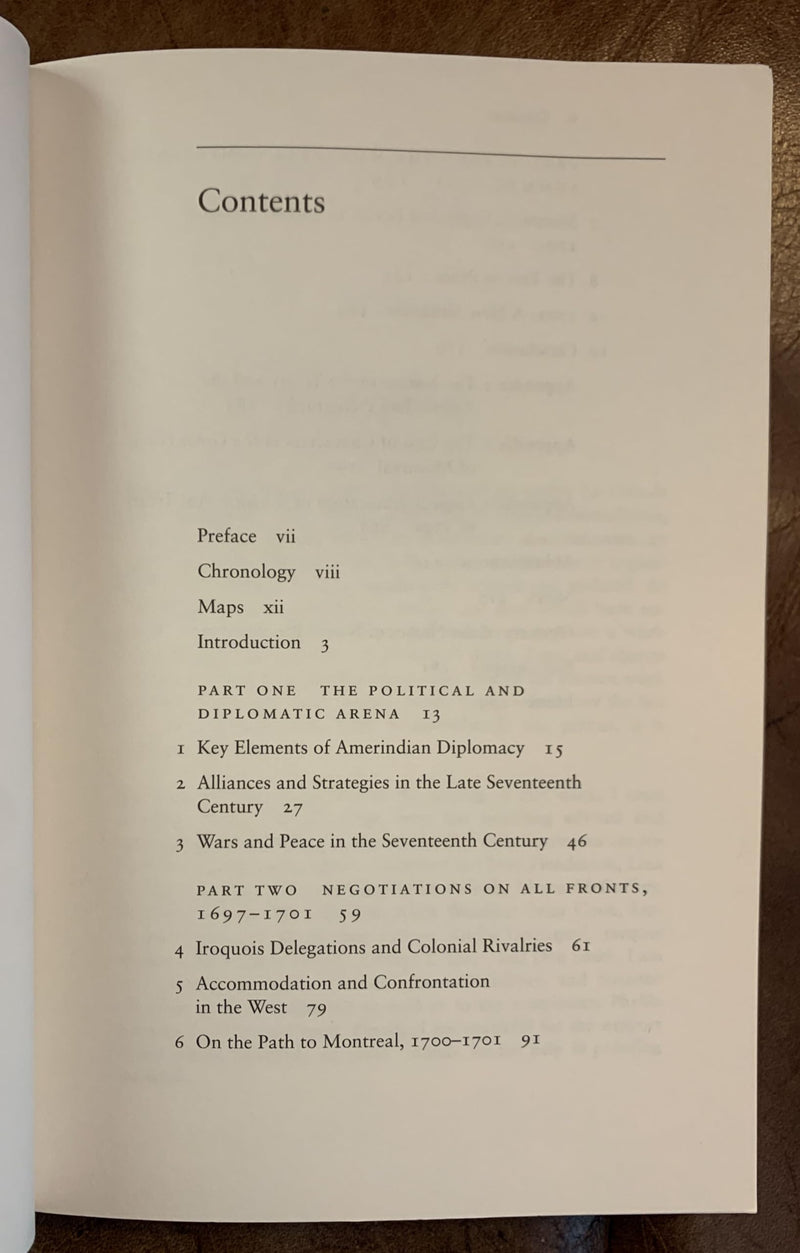 Contents
Preface vii
Chronology viii
Maps xii
Introduction 3
PART ONE THE POLITICAL AND
DIPLOMATIC ARENA 13
1 Key Elements of Amerindian Diplomacy 15
2 Alliances and Strategies in the Late Seventeenth
Century 27
3 Wars and Peace in the Seventeenth Century 46
PART TWO NEGOTIATIONS ON ALL FRONTS,
1697–1701 59
4 Iroquois Delegations and Colonial Rivalries 61
5 Accommodation and Confrontation
in the West 79
6 On the Path to Montreal, 1700–1701 91